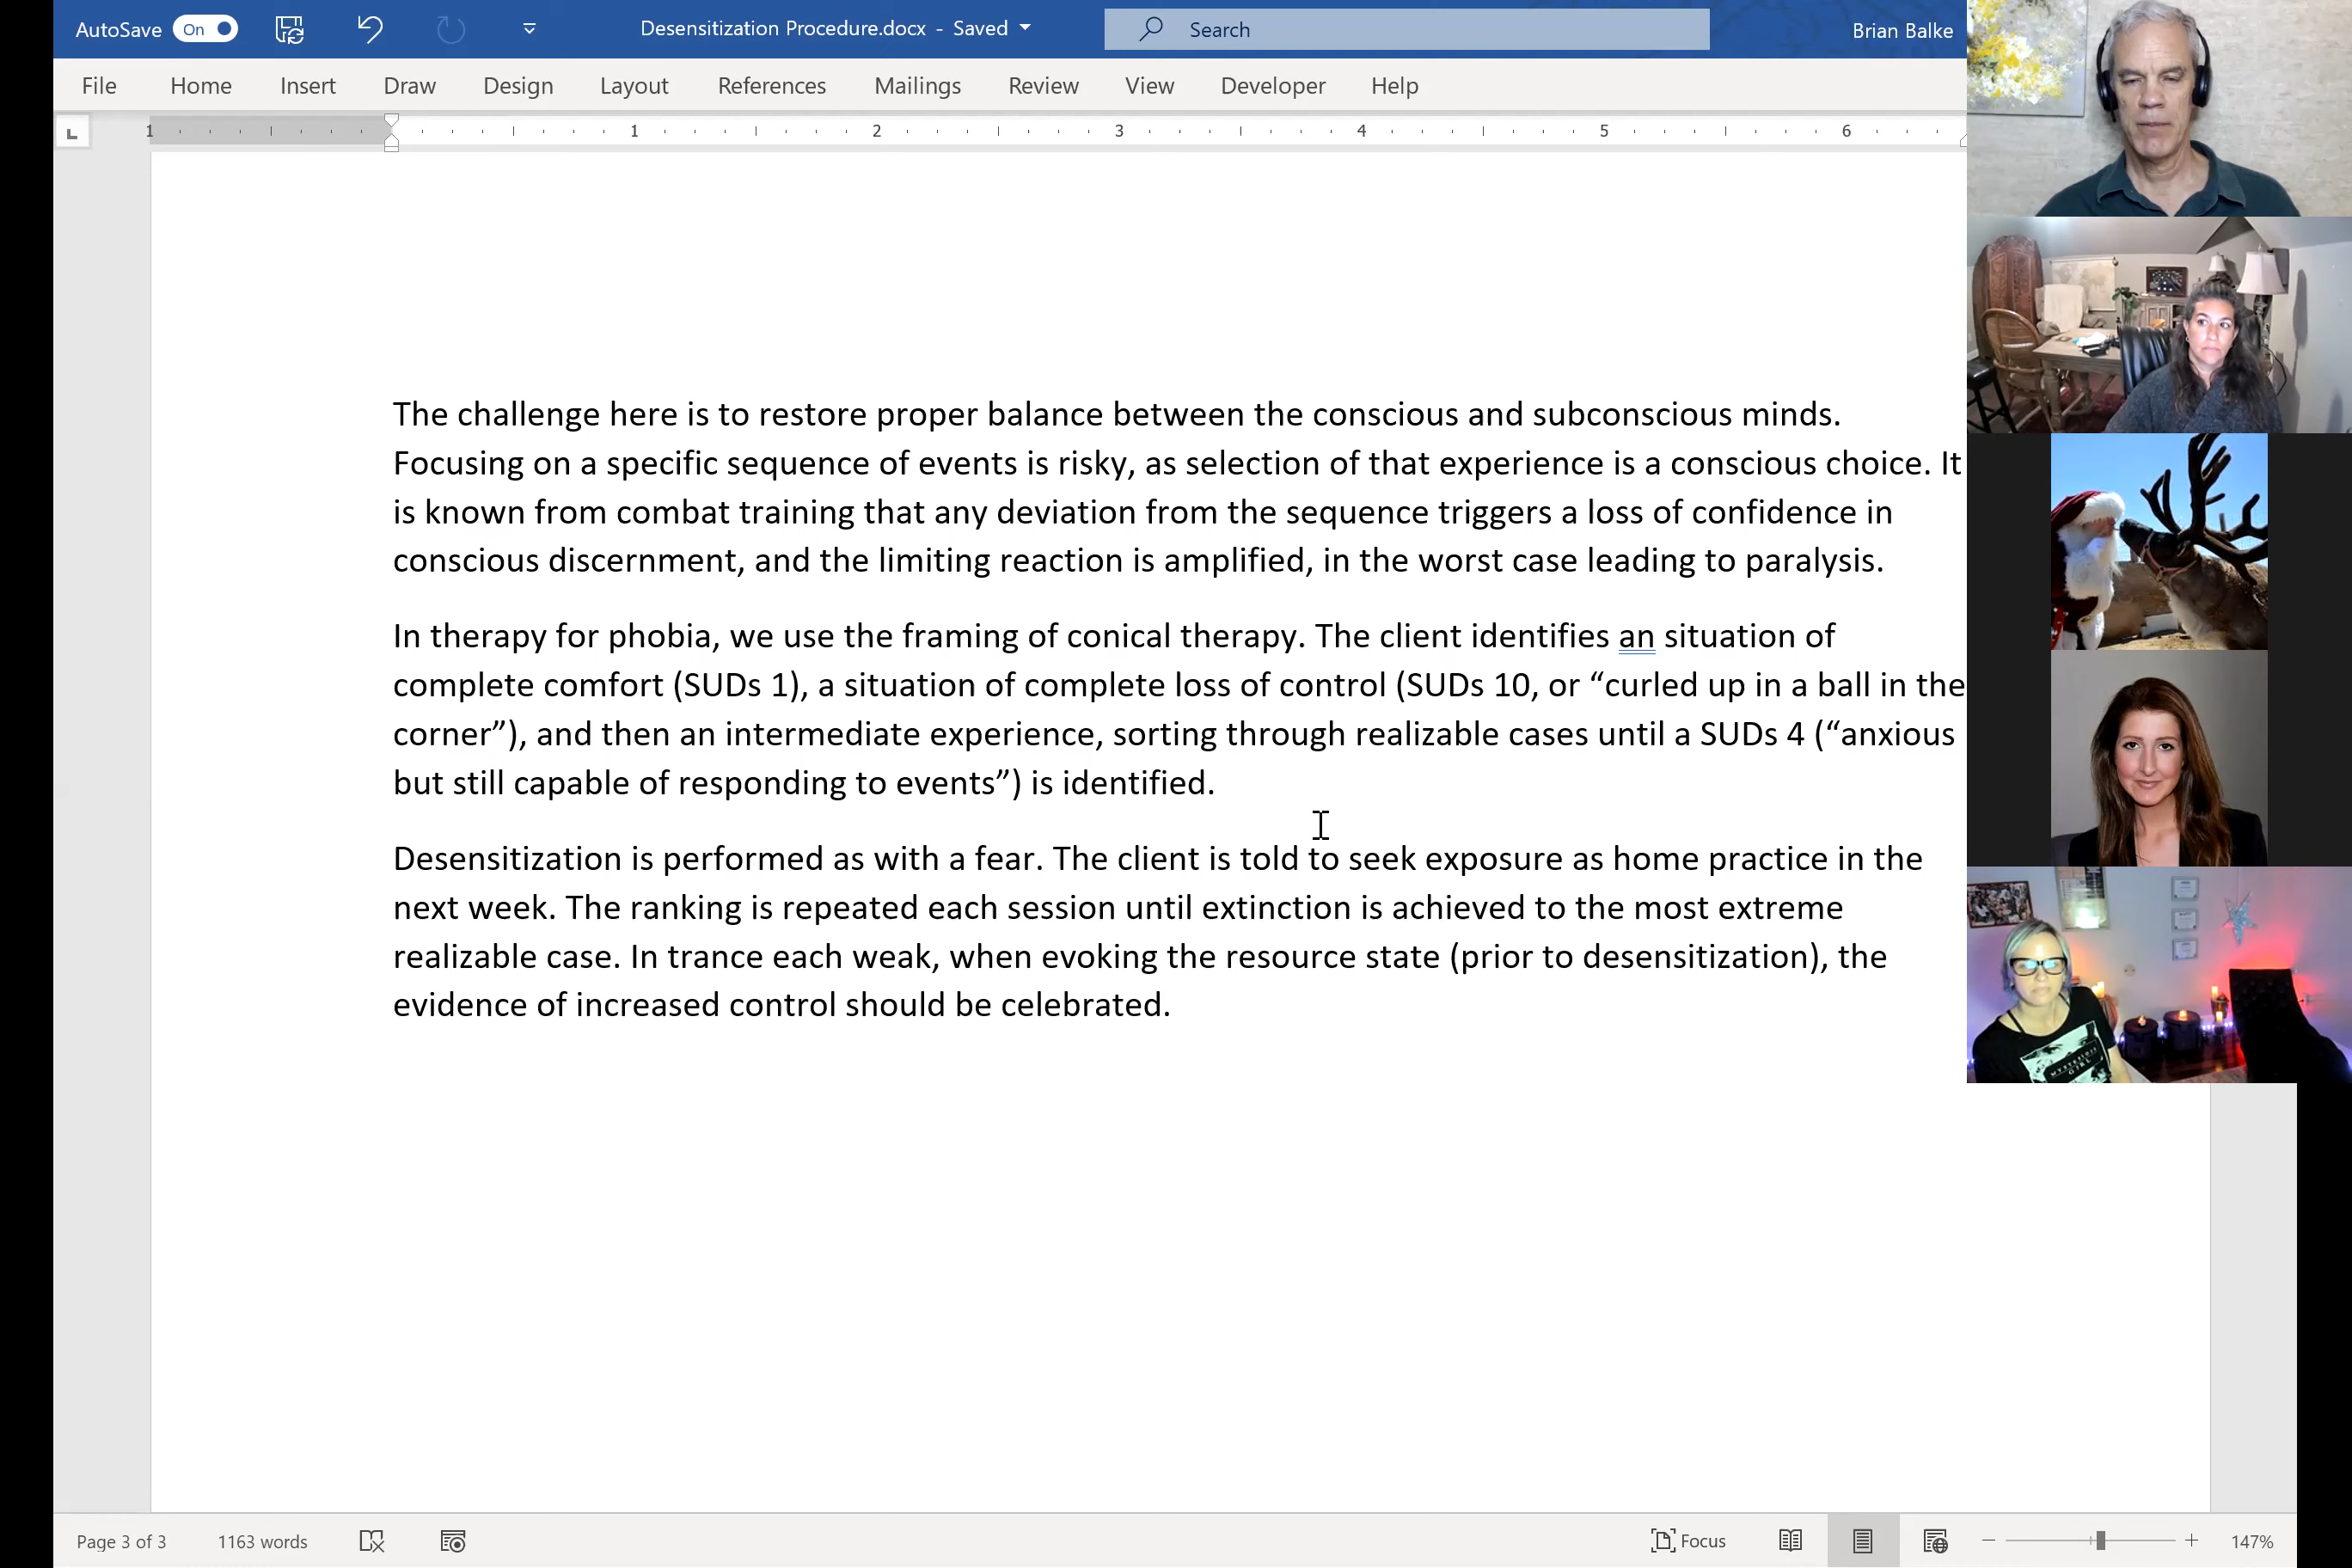 AutoSave On Desensitization Procedure.docx - Saved Search Brian Balke
File Home Insert Draw Design Layout References Mailings Review View Developer Help
1 1 2 3 4 5 6
The challenge here is to restore proper balance between the conscious and subconscious minds.
Focusing on a specific sequence of events is risky, as selection of that experience is a conscious choice. It
is known from combat training that any deviation from the sequence triggers a loss of confidence in
conscious discernment, and the limiting reaction is amplified, in the worst case leading to paralysis.
In therapy for phobia, we use the framing of conical therapy. The client identifies an situation of
complete comfort (SUDs 1), a situation of complete loss of control (SUDs 10, or “curled up in a ball in the
corner”), and then an intermediate experience, sorting through realizable cases until a SUDs 4 (“anxious
but still capable of responding to events”) is identified.
Desensitization is performed as with a fear. The client is told to seek exposure as home practice in the
next week. The ranking is repeated each session until extinction is achieved to the most extreme
realizable case. In trance each weak, when evoking the resource state (prior to desensitization), the
evidence of increased control should be celebrated.
Page 3 of 3 1163 words Focus 147%